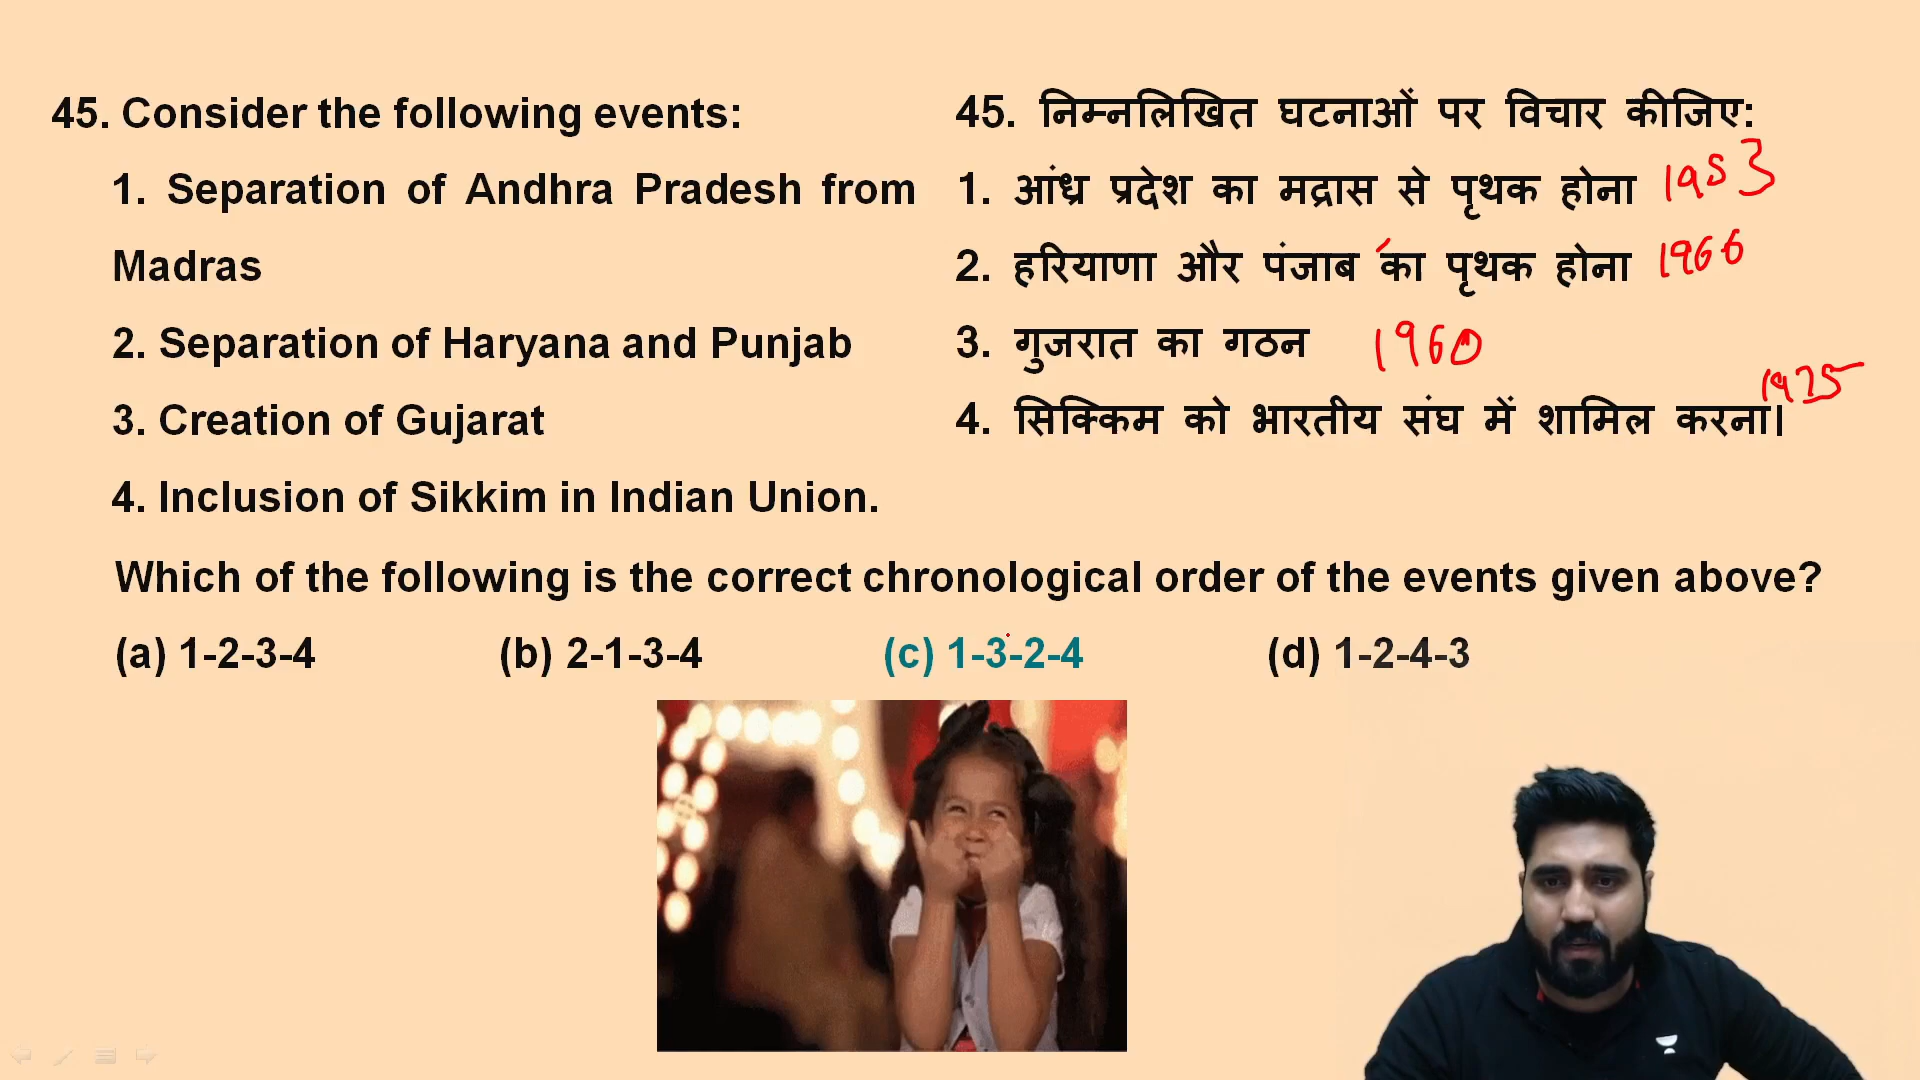 45. Consider the following events:
1. Separation of Andhra Pradesh from
Madras
2. Separation of Haryana and Punjab
3. Creation of Gujarat
4. Inclusion of Sikkim in Indian Union.
45. निम्नलिखित घटनाओं पर विचार कीजिए:
1. आंध्र प्रदेश का मद्रास से पृथक होना 1953
2. हरियाणा और पंजाब का पृथक होना 1966
3. गुजरात का गठन 1960
4. सिक्किम को भारतीय संघ में शामिल करना। 1975
Which of the following is the correct chronological order of the events given above?
(a) 1-2-3-4 (b) 2-1-3-4 (c) 1-3-2-4 (d) 1-2-4-3